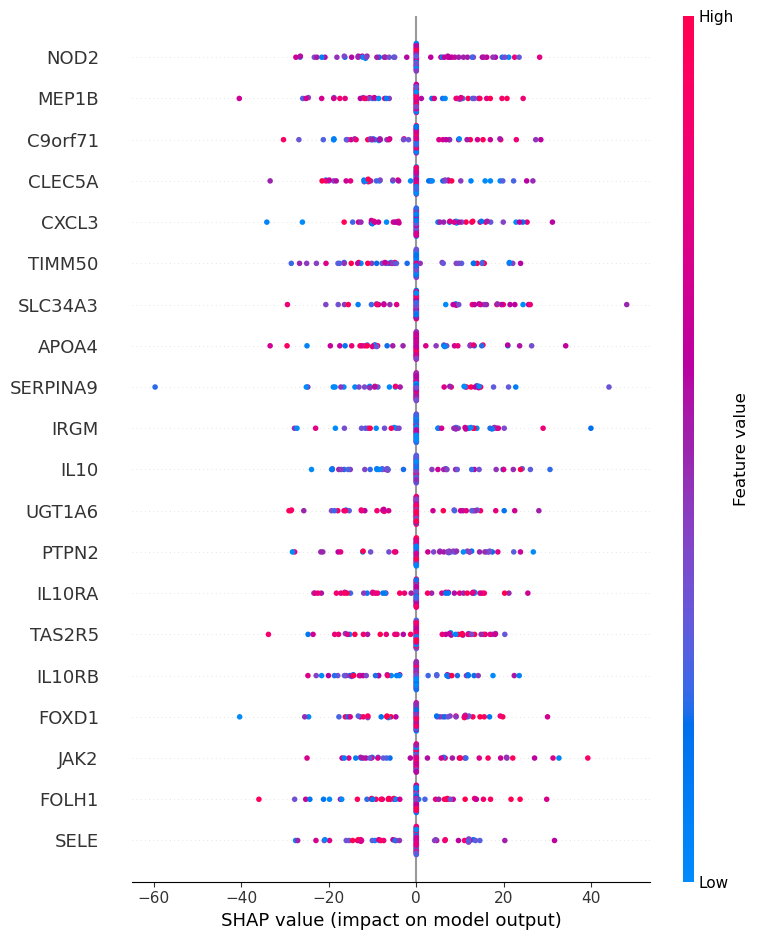 High
NOD2
MEP1B
C9orf71
CLEC5A
CXCL3
TIMM50
SLC34A3
APOA4
SERPINA9
IRGM
IL10
UGT1A6
PTPN2
IL10RA
TAS2R5
IL10RB
FOXD1
JAK2
FOLH1
SELE
Feature value
Low
−60 −40 −20 0 20 40
SHAP value (impact on model output)